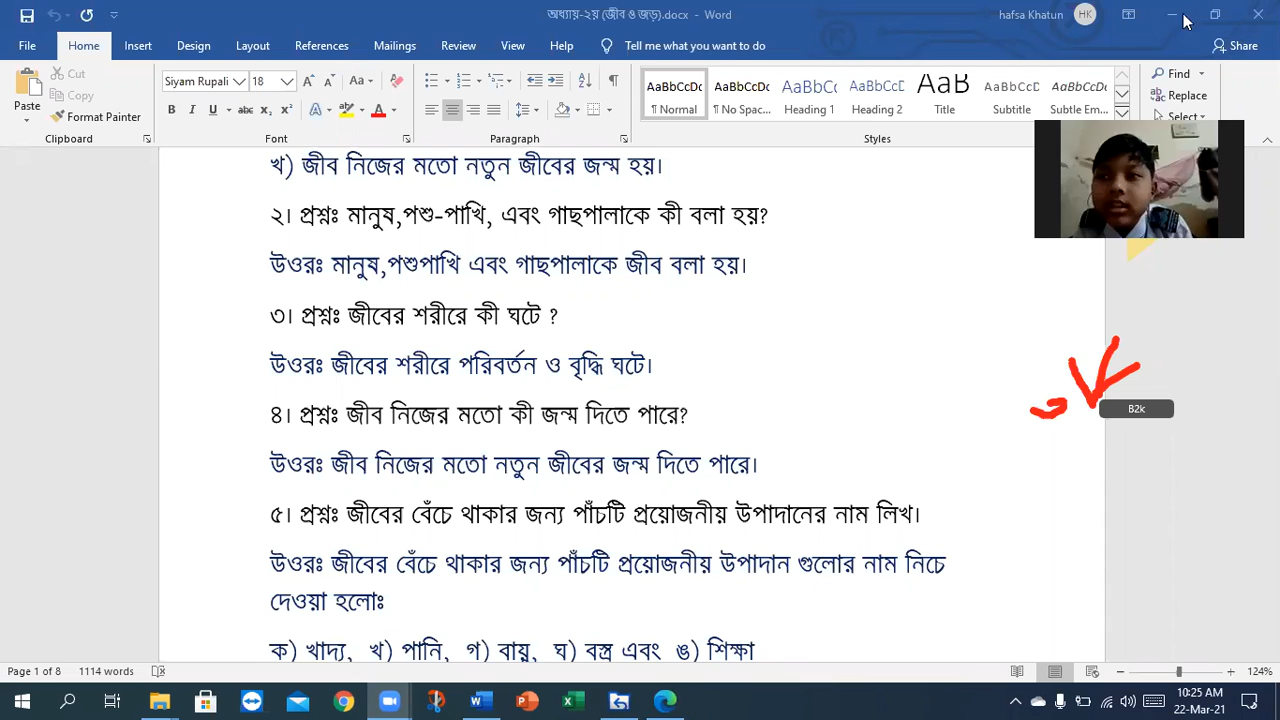 অধ্যায়-২য় (জীব ও জড়).docx - Word
hafsa Khatun
HK
File Home Insert Design Layout References Mailings Review View Help Tell me what you want to do Share
Paste
Cut
Copy
Format Painter
Clipboard
Siyam Rupali 18
Font
Paragraph
AaBbCcI AaBbCcI AaBbCc AaBbCcI AaB AaBbCcD AaBbCcDi
¶ Normal ¶ No Spac... Heading 1 Heading 2 Title Subtitle Subtle Em...
Styles
Find
Replace
Select
খ) জীব নিজের মতো নতুন জীবের জন্ম হয়।
২। প্রশ্নঃ মানুষ,পশু-পাখি, এবং গাছপালাকে কী বলা হয়?
উওরঃ মানুষ,পশুপাখি এবং গাছপালাকে জীব বলা হয়।
৩। প্রশ্নঃ জীবের শরীরে কী ঘটে ?
উওরঃ জীবের শরীরে পরিবর্তন ও বৃদ্ধি ঘটে।
৪। প্রশ্নঃ জীব নিজের মতো কী জন্ম দিতে পারে?
উওরঃ জীব নিজের মতো নতুন জীবের জন্ম দিতে পারে।
৫। প্রশ্নঃ জীবের বেঁচে থাকার জন্য পাঁচটি প্রয়োজনীয় উপাদানের নাম লিখ।
উওরঃ জীবের বেঁচে থাকার জন্য পাঁচটি প্রয়োজনীয় উপাদান গুলোর নাম নিচে
দেওয়া হলোঃ
ক) খাদ্য, খ) পানি, গ) বায়ু, ঘ) বস্ত্র এবং ঙ) শিক্ষা
B2k
Page 1 of 8 1114 words 124%
10:25 AM
22-Mar-21